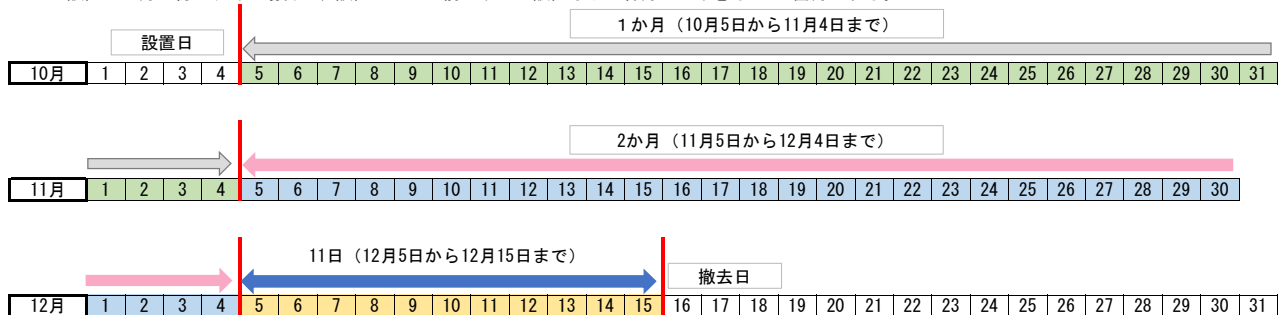 １か月（10月5日から11月4日まで）
設置日
10月 1 2 3 4 5 6 7 8 9 10 11 12 13 14 15 16 17 18 19 20 21 22 23 24 25 26 27 28 29 30 31
2か月（11月5日から12月4日まで）
11月 1 2 3 4 5 6 7 8 9 10 11 12 13 14 15 16 17 18 19 20 21 22 23 24 25 26 27 28 29 30
11日（12月5日から12月15日まで）
撤去日
12月 1 2 3 4 5 6 7 8 9 10 11 12 13 14 15 16 17 18 19 20 21 22 23 24 25 26 27 28 29 30 31